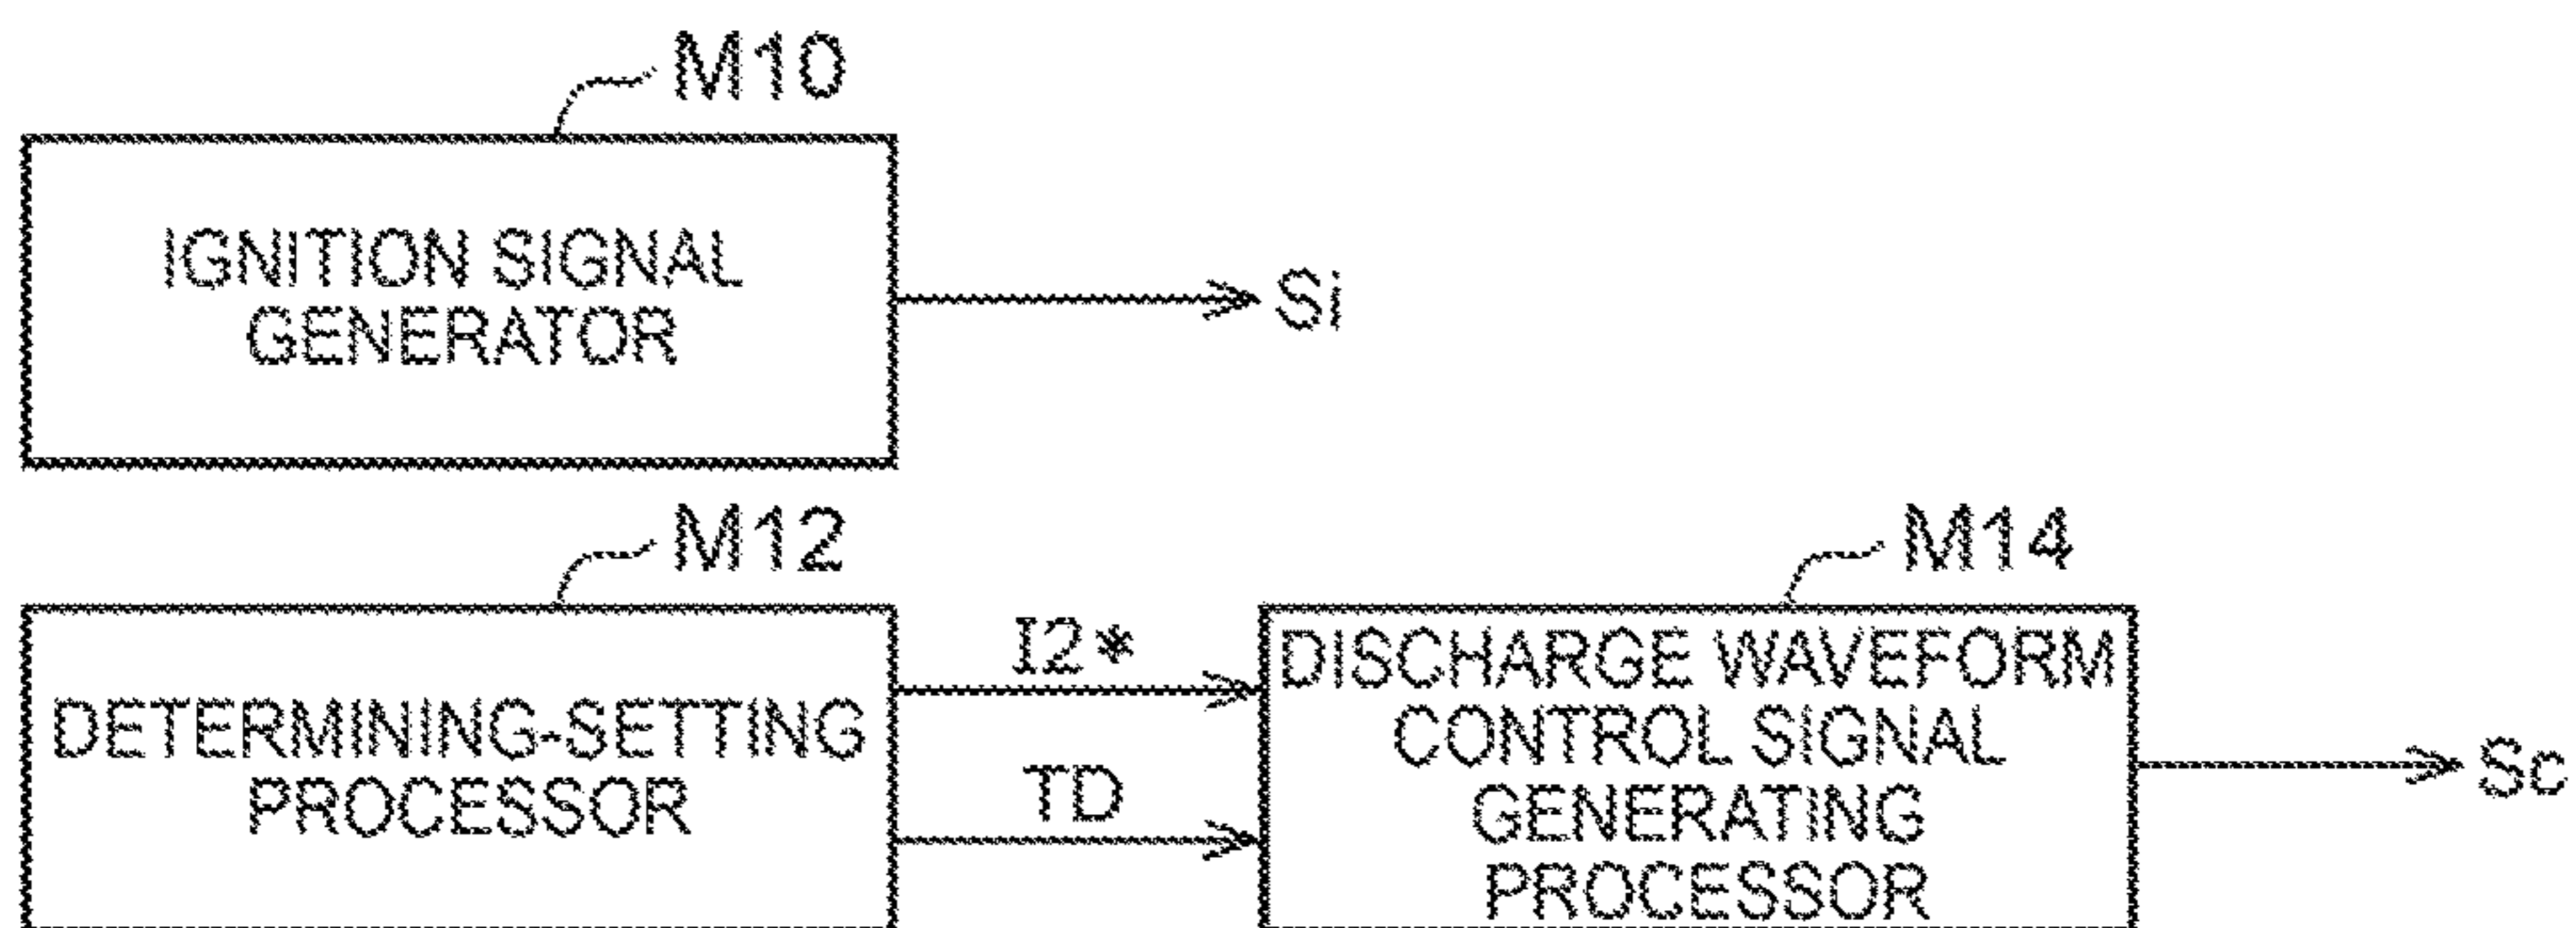 M10
IGNITION SIGNAL
GENERATOR
Si
M12
DETERMINING-SETTING
PROCESSOR
I2*
TD
M14
DISCHARGE WAVEFORM
CONTROL SIGNAL
GENERATING
PROCESSOR
Sc